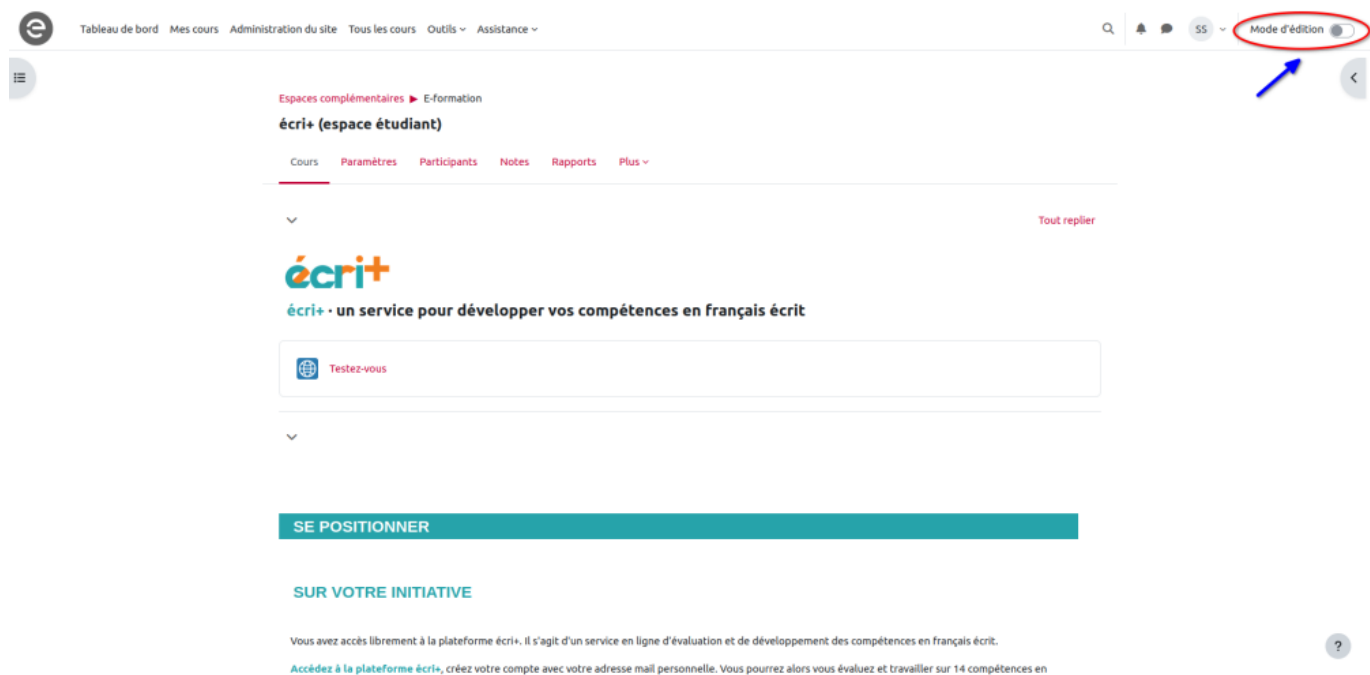 e
Tableau de bord Mes cours Administration du site Tous les cours Outils Assistance SS Mode d'édition
Espaces complémentaires ► E-formation
écri+ (espace étudiant)
Cours Paramètres Participants Notes Rapports Plus
Tout replier
écri+
écri+ · un service pour développer vos compétences en français écrit
Testez-vous
SE POSITIONNER
SUR VOTRE INITIATIVE
Vous avez accès librement à la plateforme écri+. Il s'agit d'un service en ligne d'évaluation et de développement des compétences en français écrit.
?
Accédez à la plateforme écri+, créez votre compte avec votre adresse mail personnelle. Vous pourrez alors vous évaluez et travailler sur 14 compétences en